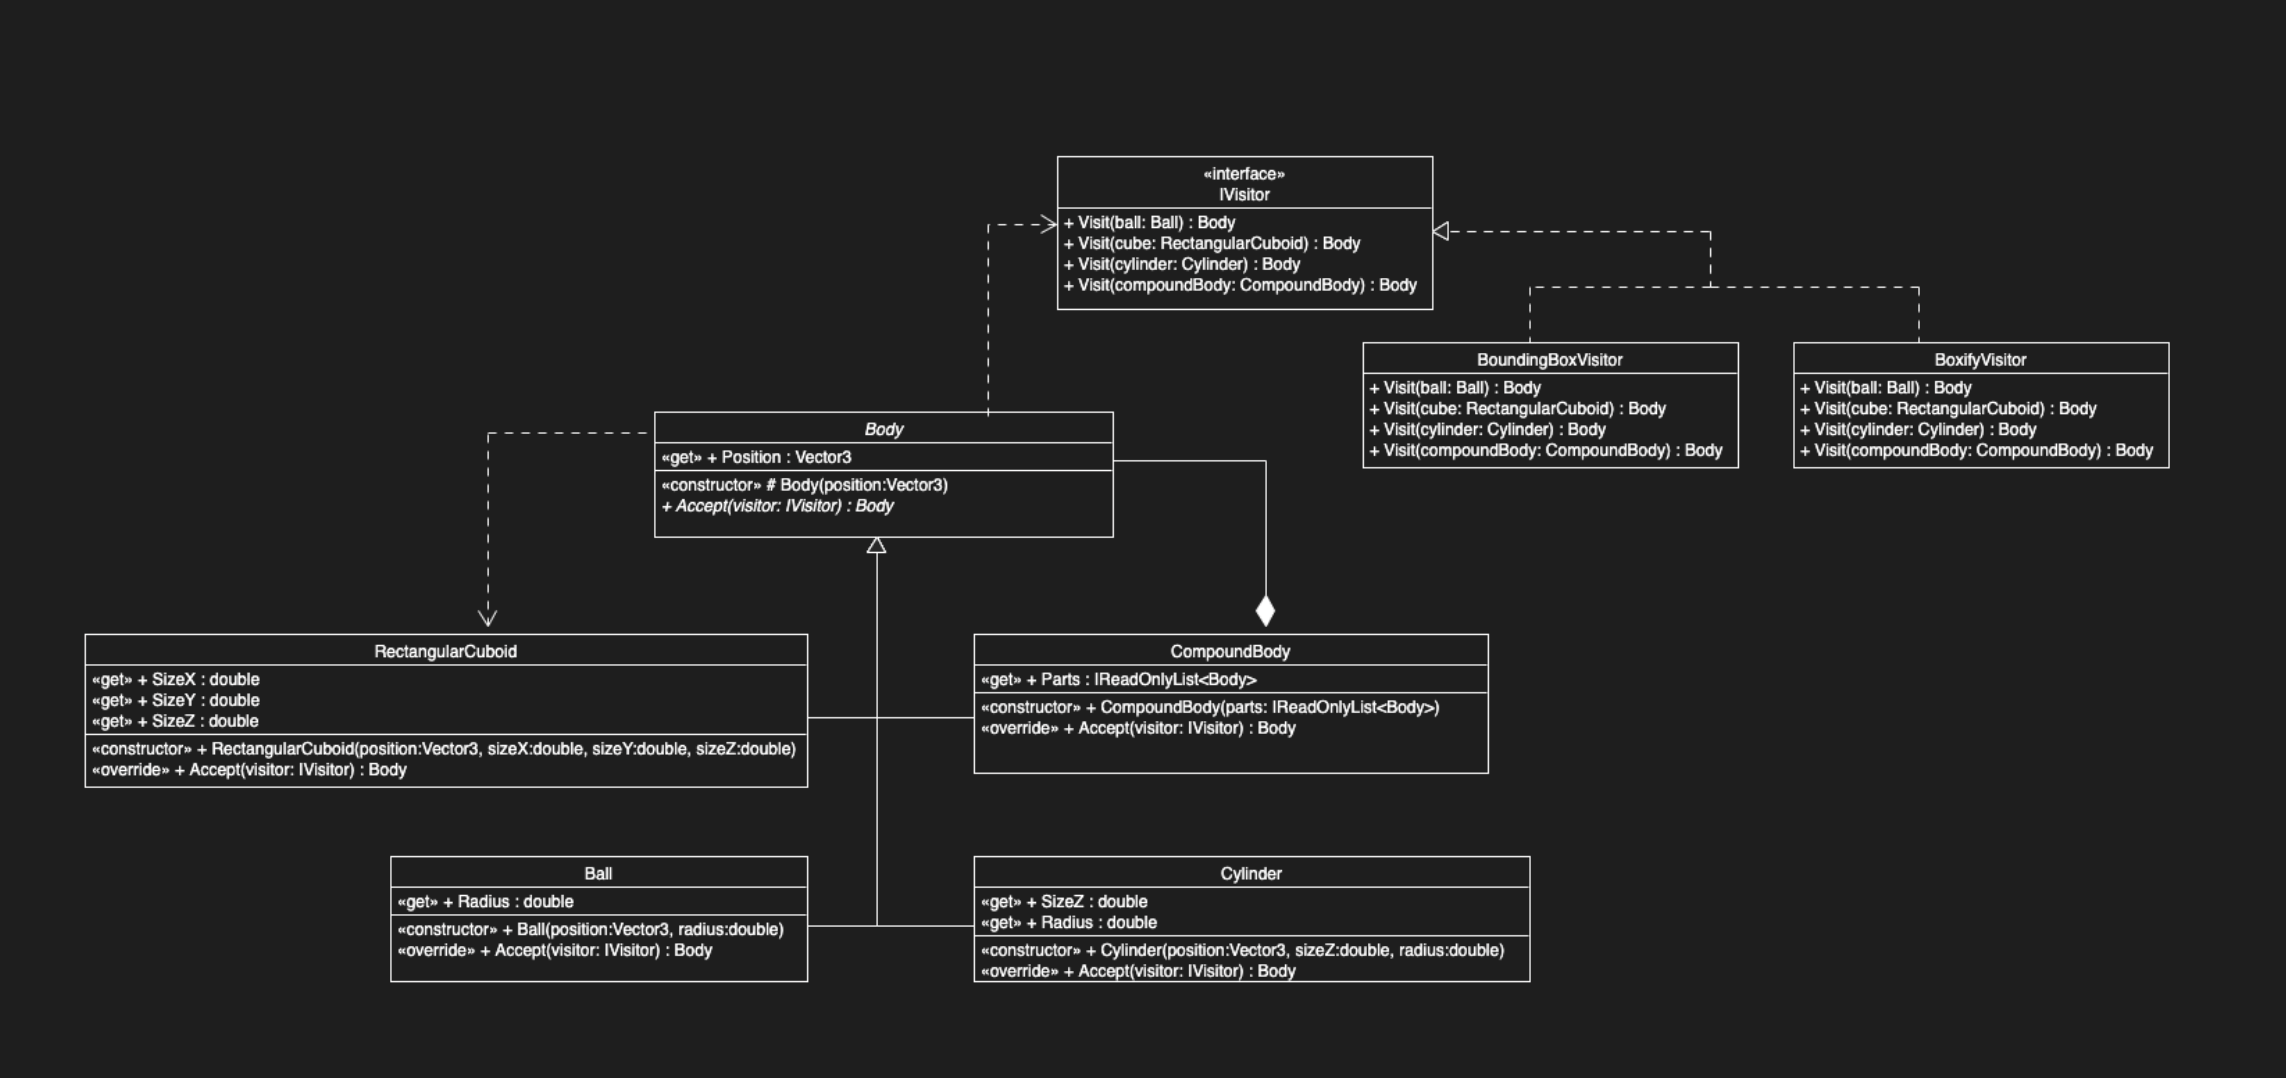 «interface»
IVisitor
+ Visit(ball: Ball) : Body
+ Visit(cube: RectangularCuboid) : Body
+ Visit(cylinder: Cylinder) : Body
+ Visit(compoundBody: CompoundBody) : Body
BoundingBoxVisitor
+ Visit(ball: Ball) : Body
+ Visit(cube: RectangularCuboid) : Body
+ Visit(cylinder: Cylinder) : Body
+ Visit(compoundBody: CompoundBody) : Body
BoxifyVisitor
+ Visit(ball: Ball) : Body
+ Visit(cube: RectangularCuboid) : Body
+ Visit(cylinder: Cylinder) : Body
+ Visit(compoundBody: CompoundBody) : Body
Body
«get» + Position : Vector3
«constructor» # Body(position:Vector3)
+ Accept(visitor: IVisitor) : Body
RectangularCuboid
«get» + SizeX : double
«get» + SizeY : double
«get» + SizeZ : double
«constructor» + RectangularCuboid(position:Vector3, sizeX:double, sizeY:double, sizeZ:double)
«override» + Accept(visitor: IVisitor) : Body
CompoundBody
«get» + Parts : IReadOnlyList<Body>
«constructor» + CompoundBody(parts: IReadOnlyList<Body>)
«override» + Accept(visitor: IVisitor) : Body
Ball
«get» + Radius : double
«constructor» + Ball(position:Vector3, radius:double)
«override» + Accept(visitor: IVisitor) : Body
Cylinder
«get» + SizeZ : double
«get» + Radius : double
«constructor» + Cylinder(position:Vector3, sizeZ:double, radius:double)
«override» + Accept(visitor: IVisitor) : Body